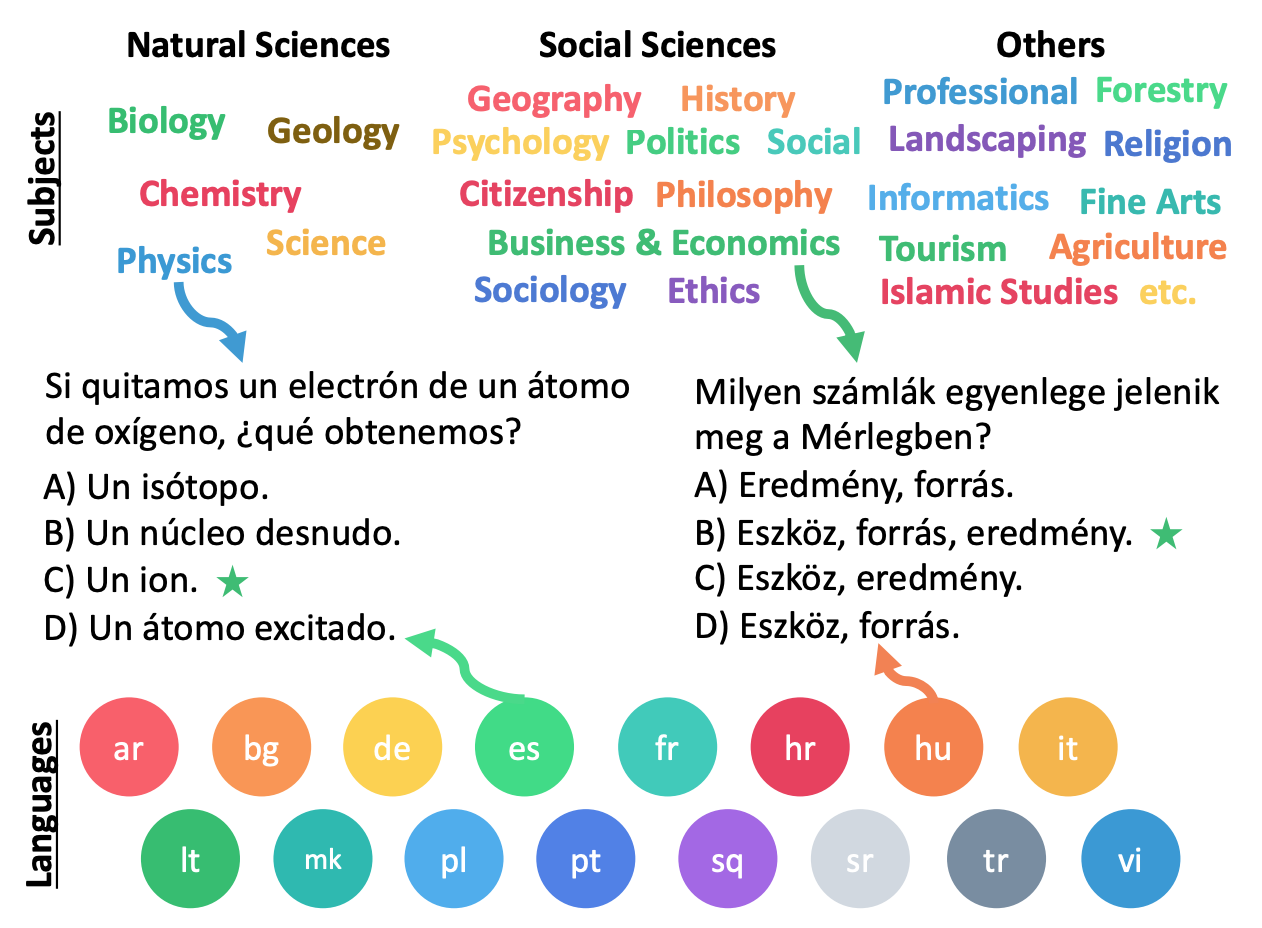 Natural Sciences
Social Sciences
Others
Subjects
Biology
Geology
Chemistry
Science
Physics
Geography History
Psychology Politics Social
Citizenship Philosophy
Business & Economics
Sociology Ethics
Professional Forestry
Landscaping Religion
Informatics Fine Arts
Tourism Agriculture
Islamic Studies etc.
Si quitamos un electrón de un átomo
de oxígeno, ¿qué obtenemos?
A) Un isótopo.
B) Un núcleo desnudo.
C) Un ion.
D) Un átomo excitado.
Milyen számlák egyenlege jelenik
meg a Mérlegben?
A) Eredmény, forrás.
B) Eszköz, forrás, eredmény.
C) Eszköz, eredmény.
D) Eszköz, forrás.
Languages
ar bg de es fr hr hu it
lt mk pl pt sq sr tr vi